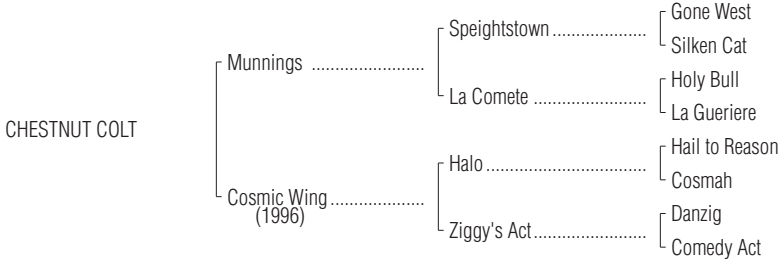 Gone West
Speightstown
Silken Cat
Munnings
Holy Bull
La Comete
La Gueriere
CHESTNUT COLT
Hail to Reason
Halo
Cosmah
Cosmic Wing
(1996)
Danzig
Ziggy's Act
Comedy Act